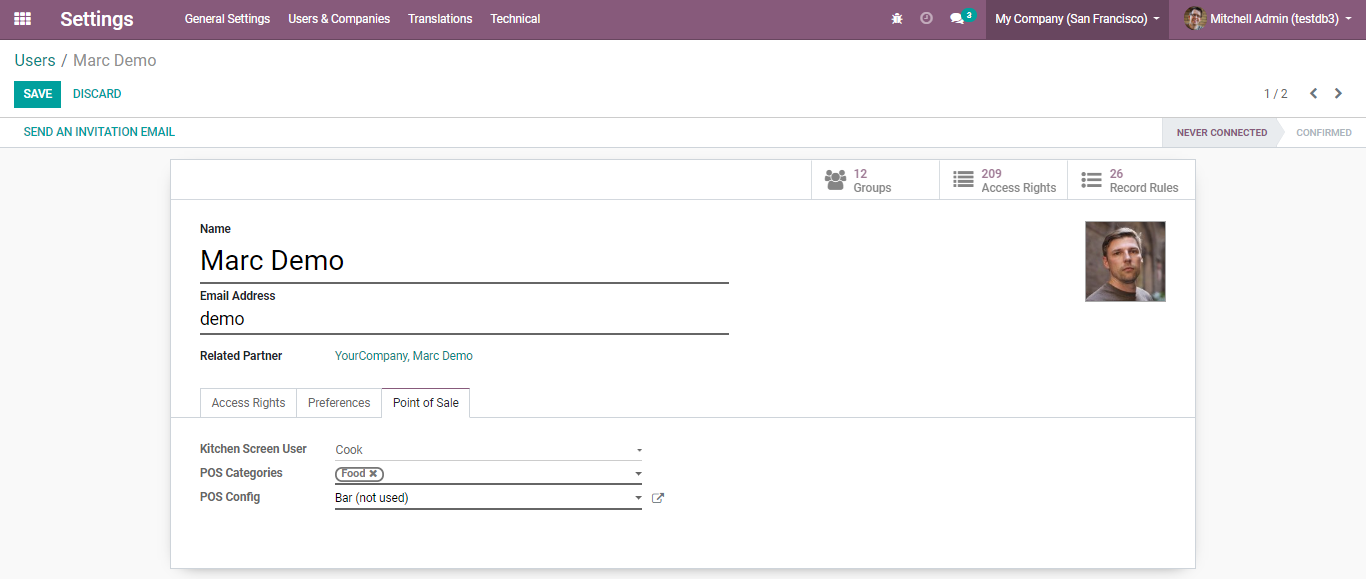 Settings General Settings Users & Companies Translations Technical 3 My Company (San Francisco) Mitchell Admin (testdb3)
Users / Marc Demo
SAVE DISCARD 1 / 2
SEND AN INVITATION EMAIL NEVER CONNECTED CONFIRMED
12 Groups 209 Access Rights 26 Record Rules
Name
Marc Demo
Email Address
demo
Related Partner YourCompany, Marc Demo
Access Rights Preferences Point of Sale
Kitchen Screen User Cook
POS Categories Food
POS Config Bar (not used)